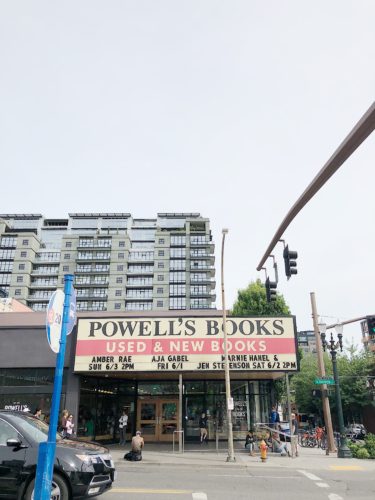 POWELL'S BOOKS
USED & NEW BOOKS
AMBER RAE AJA GABEL MARNIE HANEL &
SUN 6/3 2PM FRI 6/1 JEN STEVENSON SAT 6/2 2PM
POWELL'S